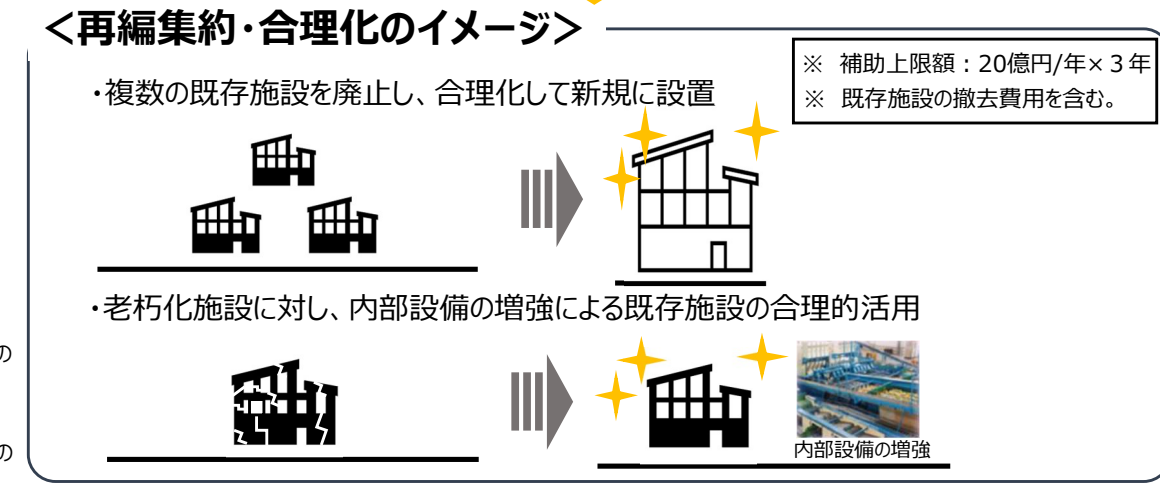 ＜再編集約・合理化のイメージ＞
※　補助上限額：20億円/年×３年
※　既存施設の撤去費用を含む。
・複数の既存施設を廃止し、合理化して新規に設置
・老朽化施設に対し、内部設備の増強による既存施設の合理的活用
の
の
内部設備の増強